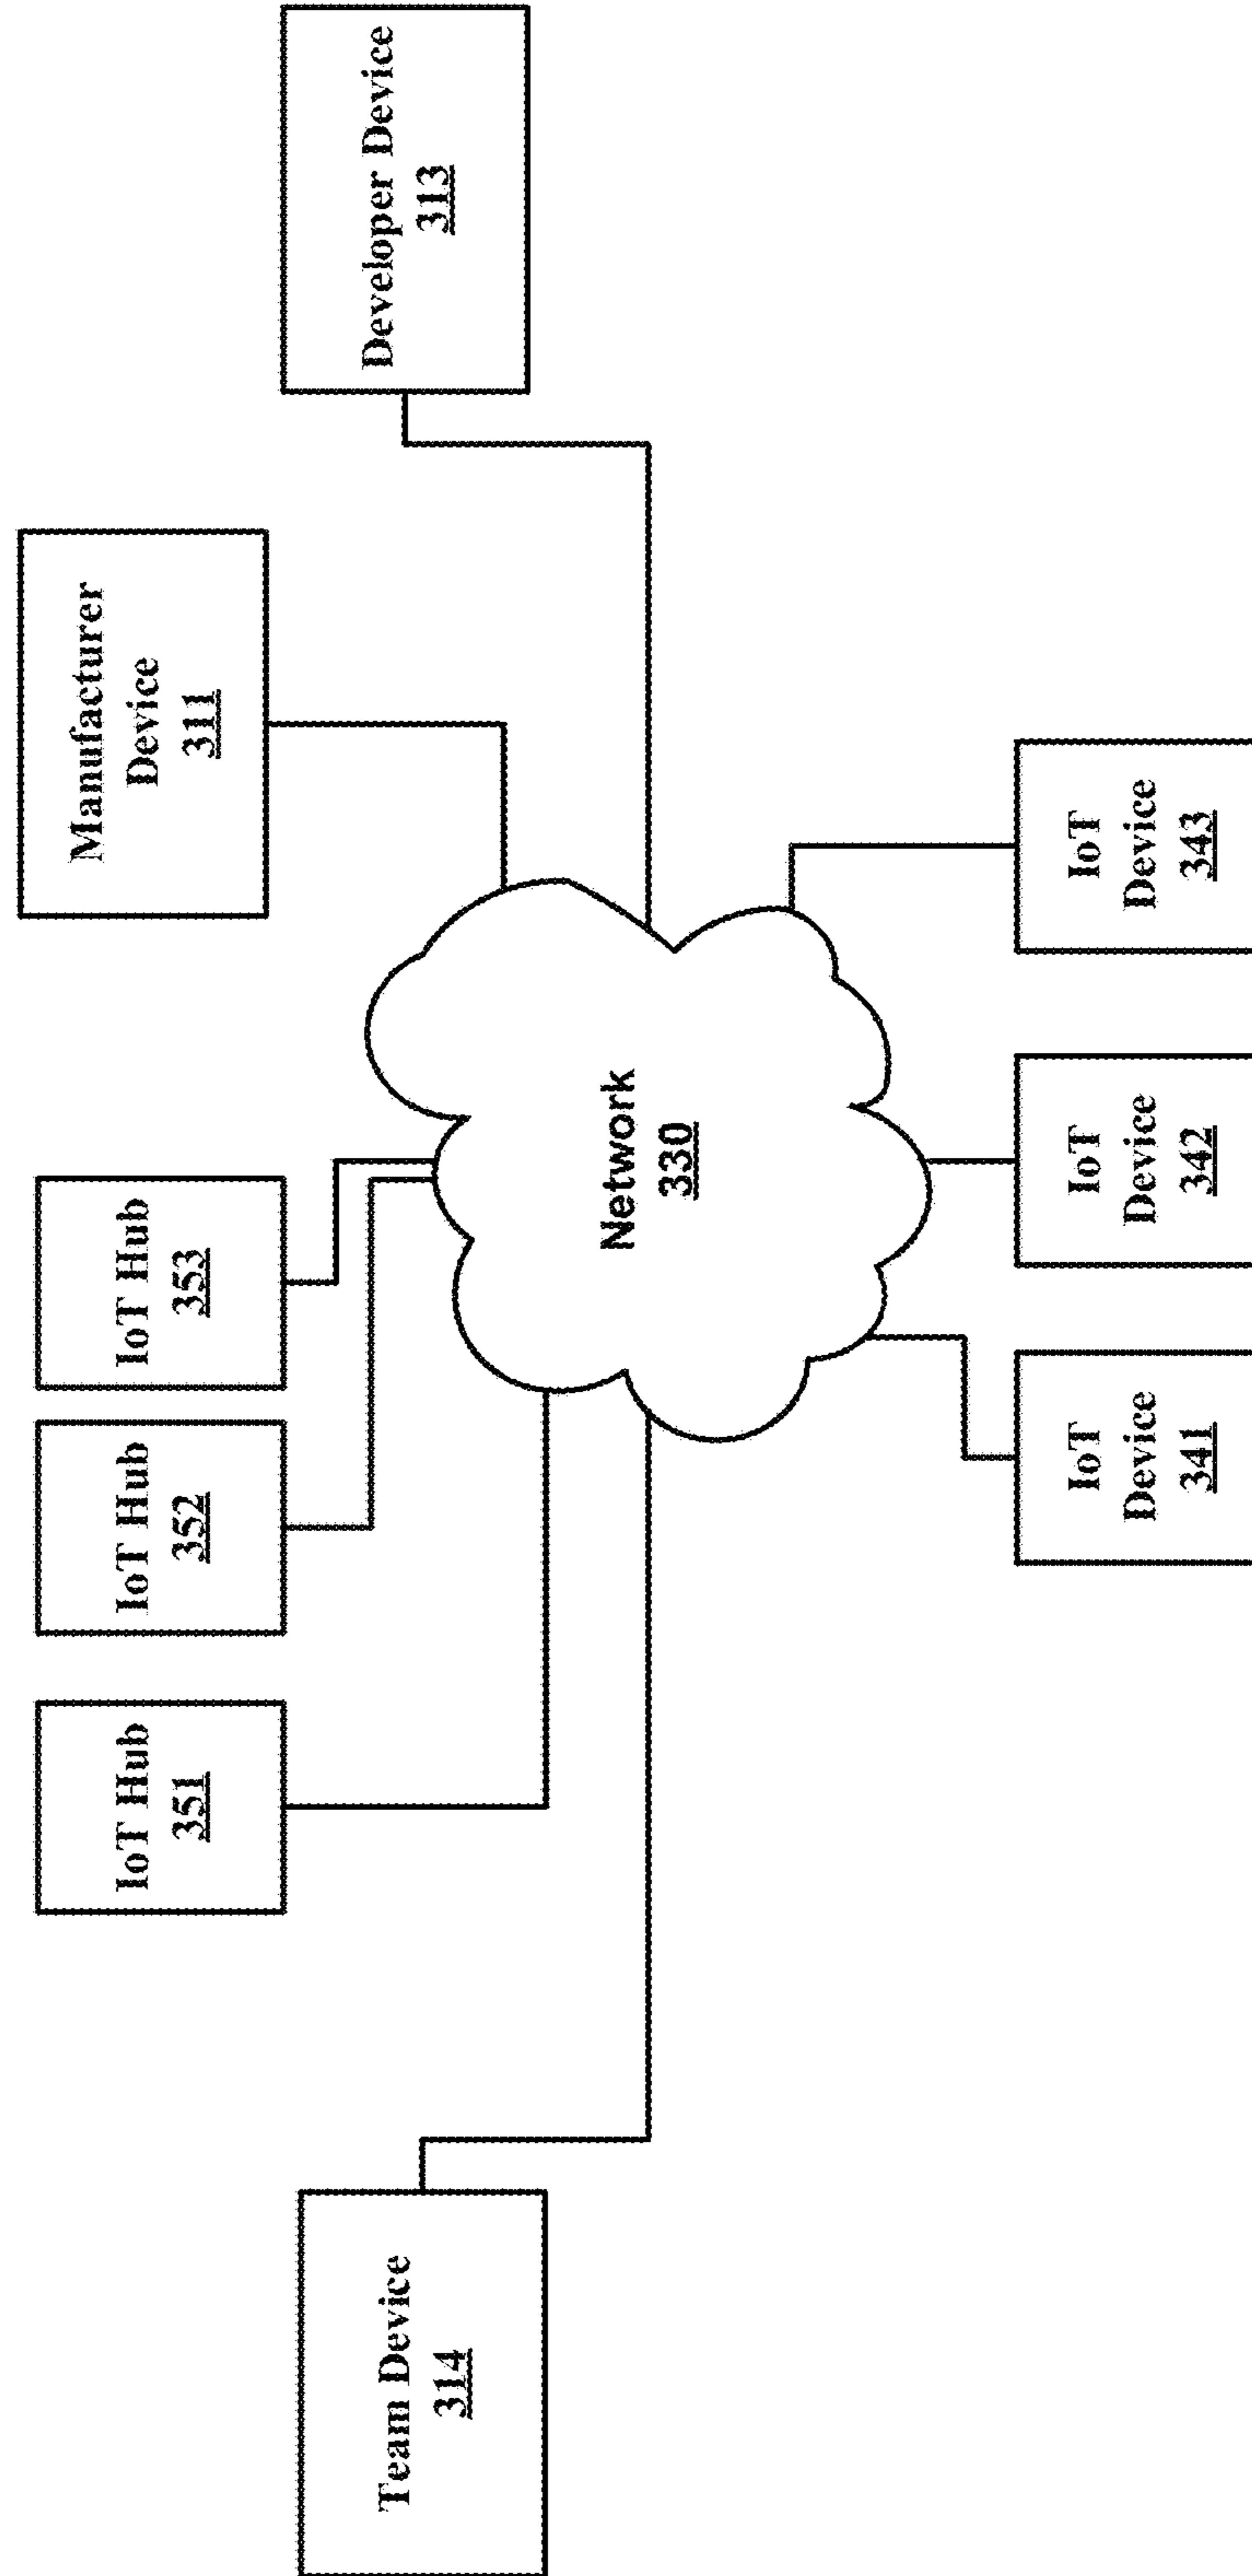 Team Device
314
IoT Hub
351
IoT Hub
352
IoT Hub
353
Manufacturer
Device
311
Developer Device
313
Network
330
IoT
Device
341
IoT
Device
342
IoT
Device
343